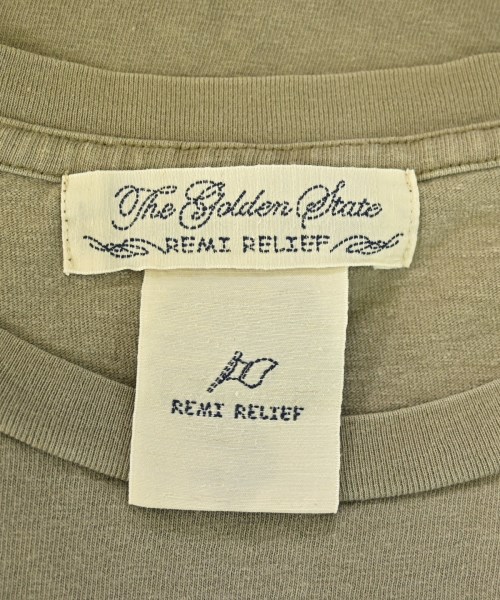 The Golden State
REMI RELIEF
REMI RELIEF